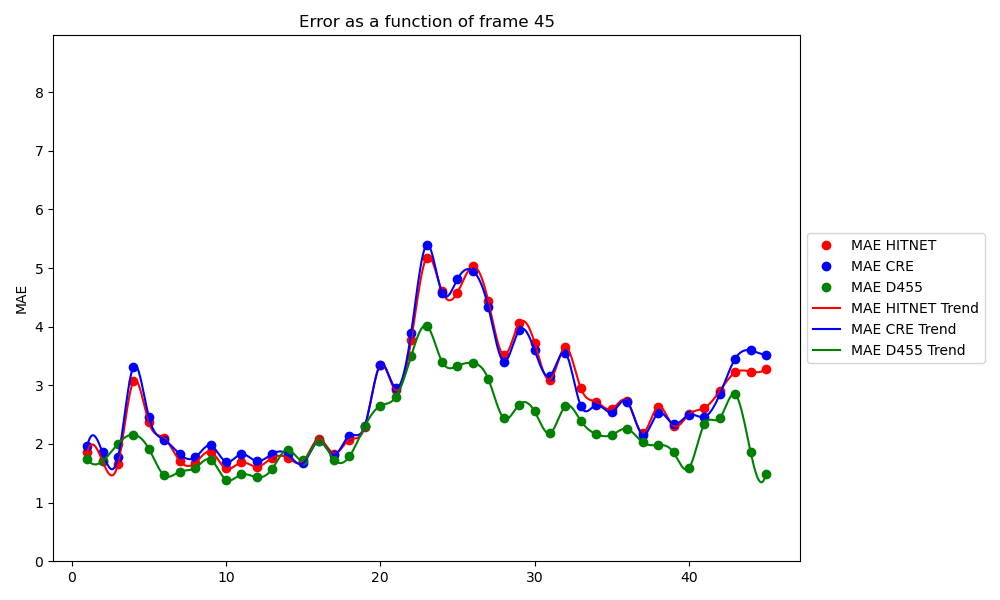 Error as a function of frame 45
MAE
8
7
6
5
4
3
2
1
0
0 10 20 30 40
MAE HITNET
MAE CRE
MAE D455
MAE HITNET Trend
MAE CRE Trend
MAE D455 Trend